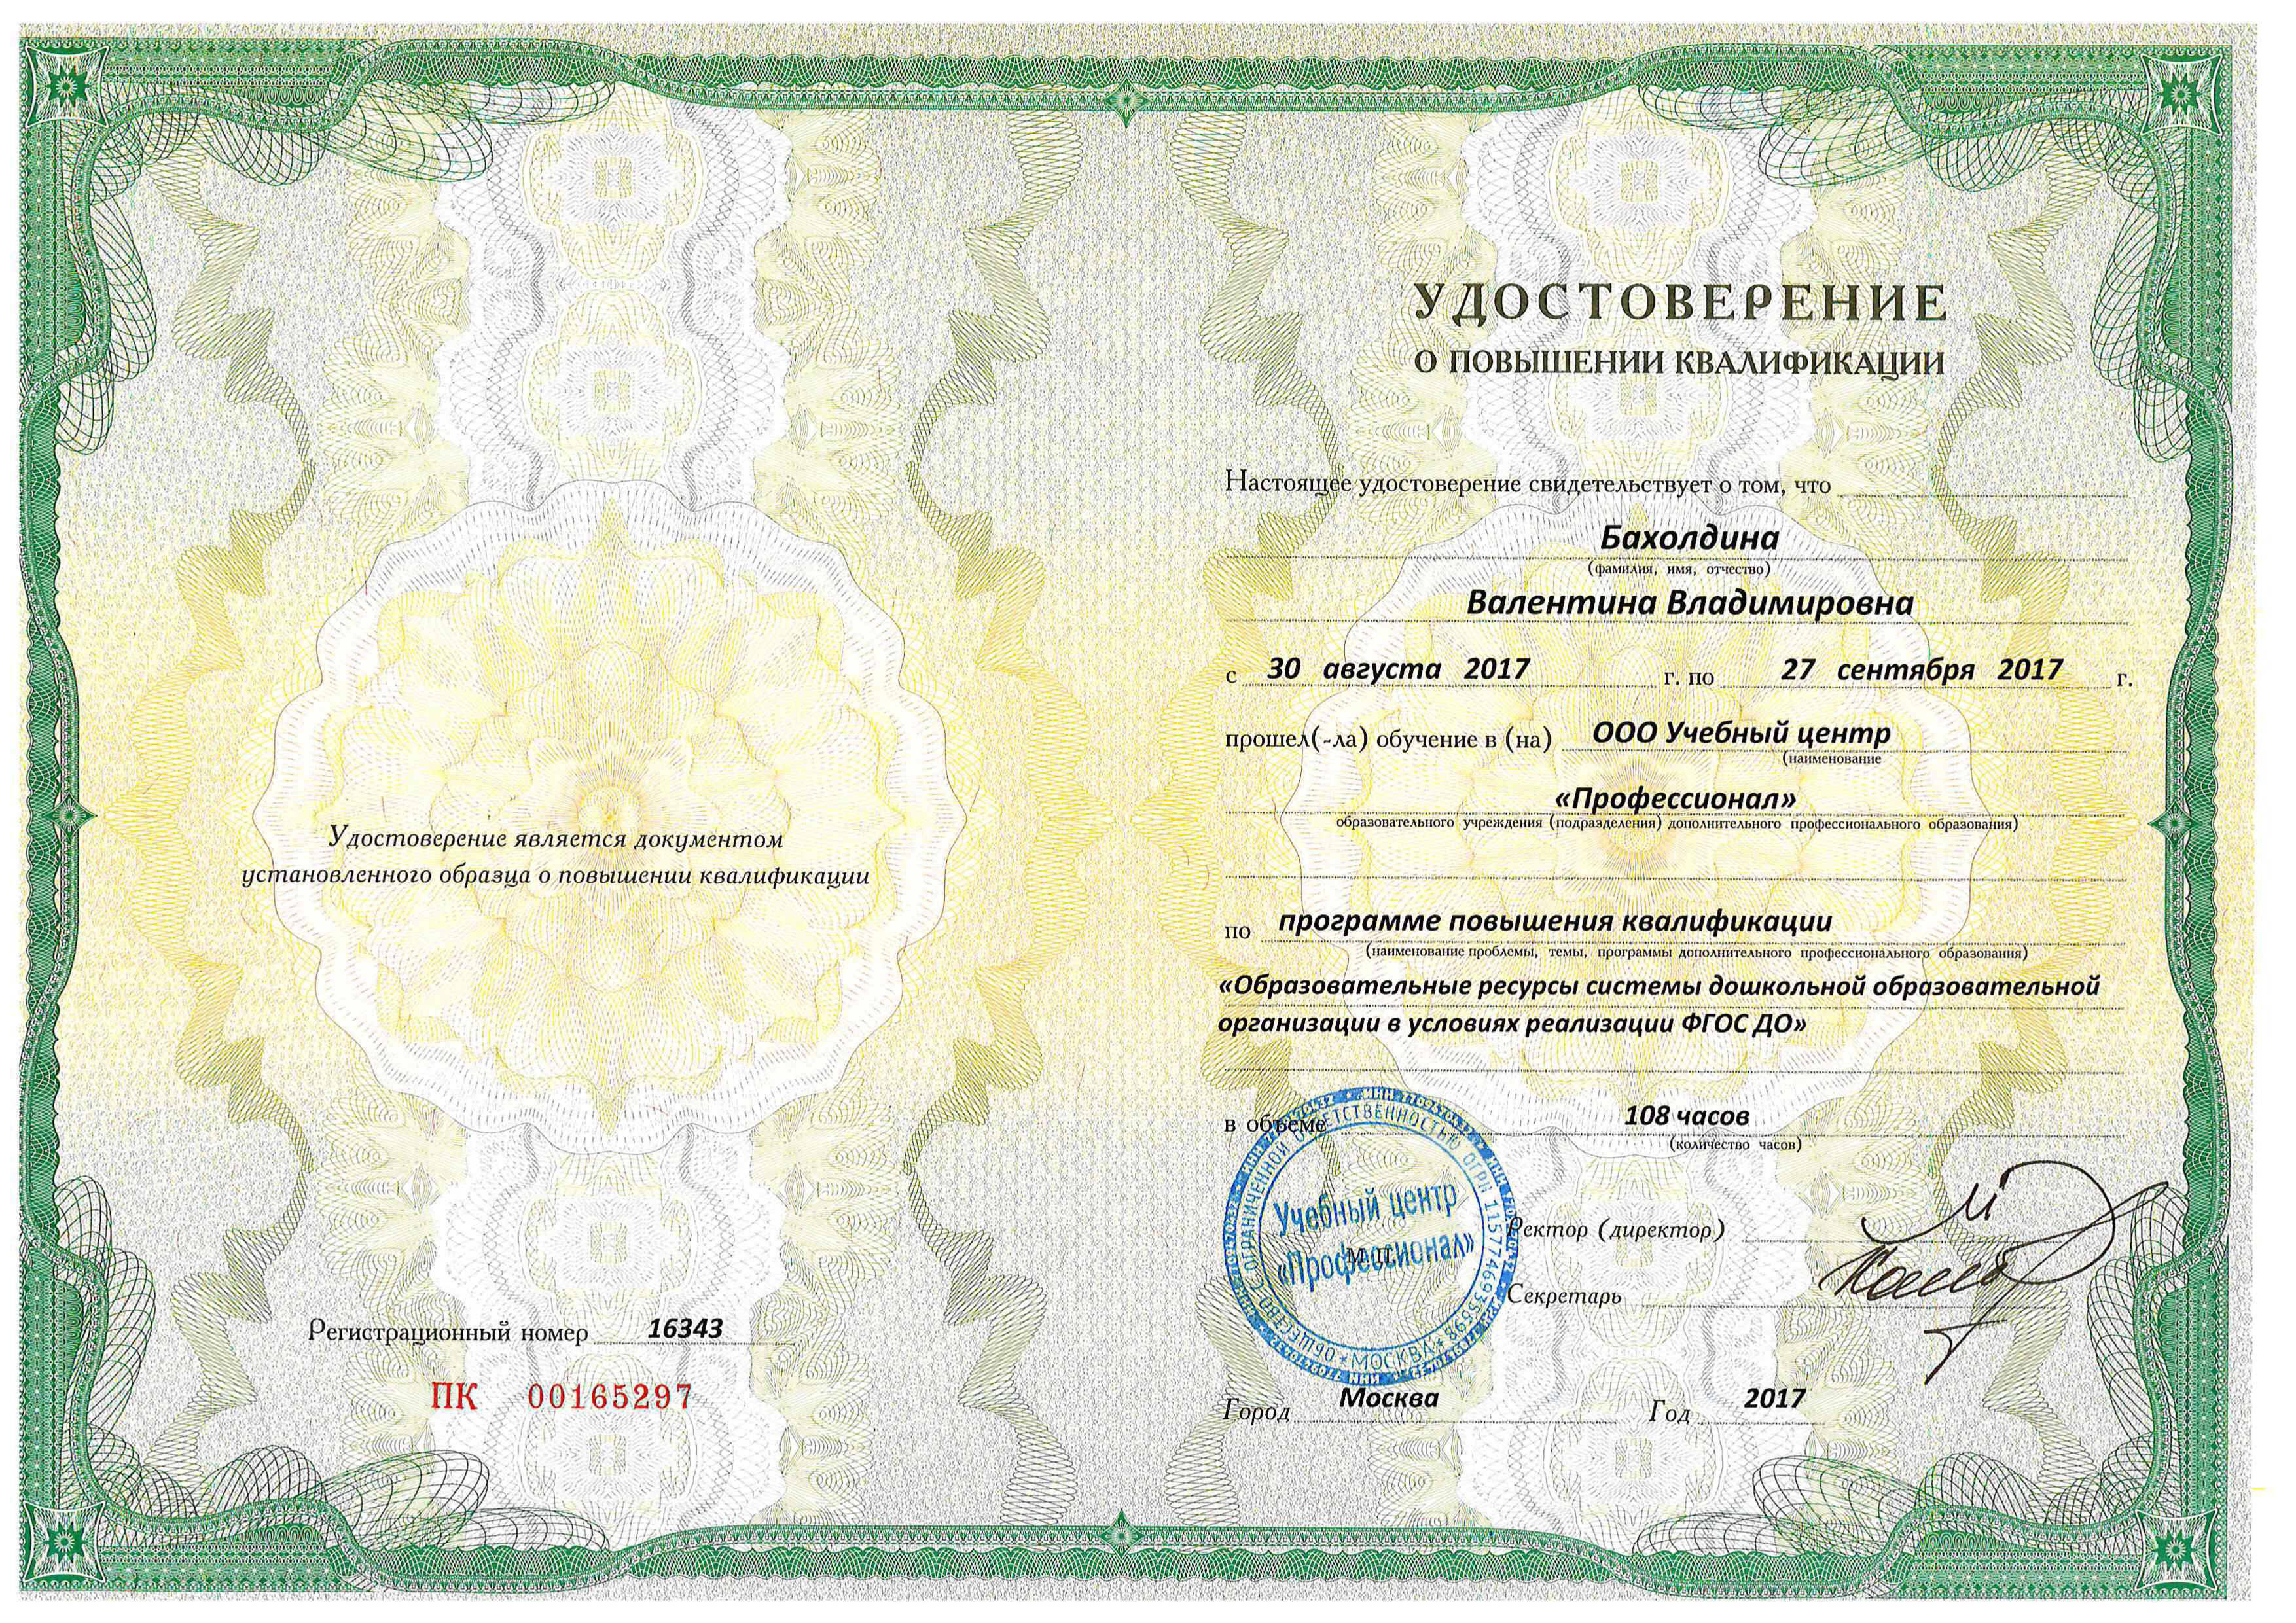 Удостоверение является документом
установленного образца о повышении квалификации
Регистрационный номер 16343
ПК 00165297
УДОСТОВЕРЕНИЕ
О ПОВЫШЕНИИ КВАЛИФИКАЦИИ
Настоящее удостоверение свидетельствует о том, что
Бахолдина
(фамилия, имя, отчество)
Валентина Владимировна
с 30 августа 2017 г. по 27 сентября 2017 г.
прошел(-ла) обучение в (на) ООО Учебный центр
(наименование
«Профессионал»
образовательного учреждения (подразделения) дополнительного профессионального образования)
по программе повышения квалификации
(наименование проблемы, темы, программы дополнительного профессионального образования)
«Образовательные ресурсы системы дошкольной образовательной
организации в условиях реализации ФГОС ДО»
в объеме 108 часов
(количество часов)
ОБЩЕСТВО С ОГРАНИЧЕННОЙ ОТВЕТСТВЕННОСТЬЮ ОГРН 1157746935598
* МОСКВА *
Учебный центр
«Профессионал»
М.П.
Ректор (директор)
Секретарь
Город Москва Год 2017